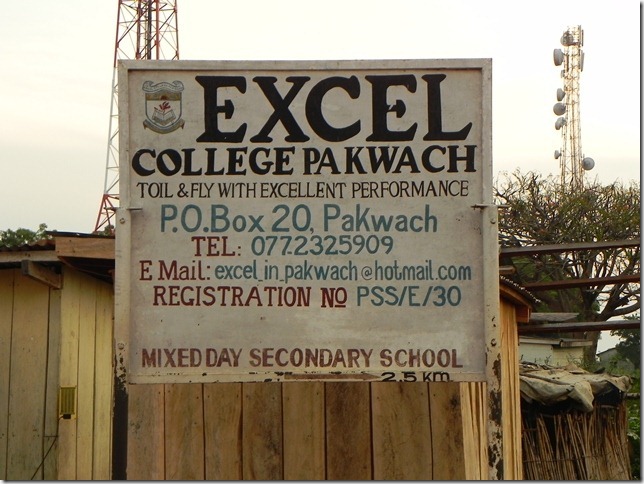 EXCEL
COLLEGE PAKWACH
TOIL & FLY WITH EXCELLENT PERFORMANCE
P.O.Box 20, Pakwach
TEL: 0772325909
E Mail: excel_in_pakwach@hotmail.com
REGISTRATION NO PSS/E/30
MIXED DAY SECONDARY SCHOOL
2.5 km